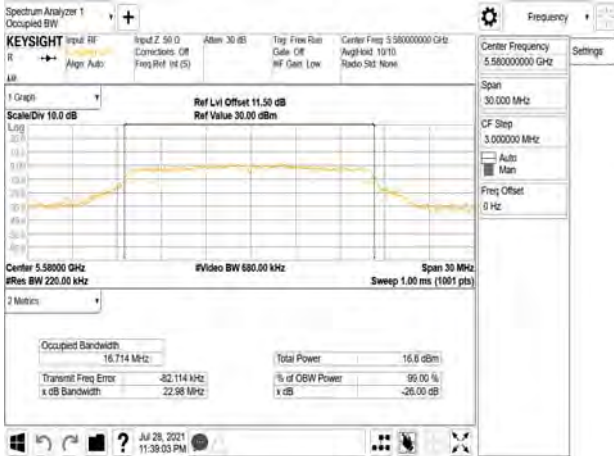 Spectrum Analyzer 1
Occupied BW
+
Frequency
KEYSIGHT
Input: RF
Input Z: 50 Ω
Atten: 30 dB
Trig: Free Run
Center Freq: 5.580000000 GHz
R
Corrections: Off
Gate: Off
Avg|Hold: 10/10
Align: Auto
Freq Ref: Int (S)
#IF Gain: Low
Radio Std: None
1 Graph
Scale/Div 10.0 dB
Ref Lvl Offset 11.50 dB
Ref Value 30.00 dBm
Log
Center 5.58000 GHz
#Video BW 680.00 kHz
Span 30 MHz
#Res BW 220.00 kHz
Sweep 1.00 ms (1001 pts)
2 Metrics
Occupied Bandwidth
16.714 MHz
Total Power
16.6 dBm
Transmit Freq Error
-82.114 kHz
% of OBW Power
99.00 %
x dB Bandwidth
22.98 MHz
x dB
-26.00 dB
?
Jul 28, 2021
11:39:03 PM
Center Frequency
5.580000000 GHz
Settings
Span
30.000 MHz
CF Step
3.000000 MHz
Auto
Man
Freq Offset
0 Hz